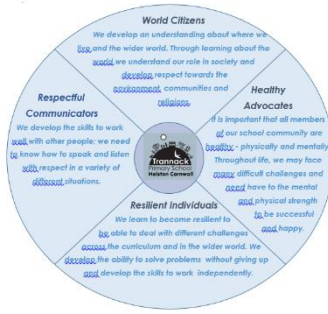 World Citizens
We develop an understanding about where we
live and the wider world. Through learning about the
world we understand our role in society and
develop respect towards the
environment, communities and
religions.
Respectful
Communicators
We develop the skills to work
well with other people; we need
to know how to speak and listen
with respect in a variety of
different situations.
Healthy
Advocates
It is important that all members
of our school community are
healthy - physically and mentally.
Throughout life, we may face
many difficult challenges and
need have to the mental
and physical strength
to be successful
and happy.
Trannack
Primary School
Helston Cornwall
Resilient Individuals
We learn to become resilient to
be able to deal with different challenges
across the curriculum and in the wider world. We
develop the ability to solve problems without giving up
and develop the skills to work independently.